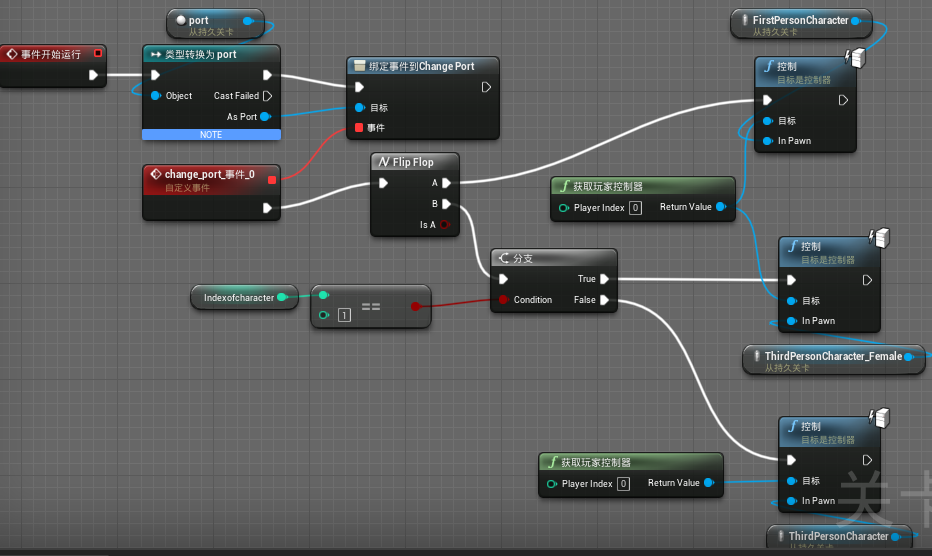 port
从持久关卡
事件开始运行
类型转换为 port
Object
Cast Failed
As Port
NOTE
绑定事件到Change Port
目标
事件
change_port_事件_0
自定义事件
Flip Flop
A
B
Is A
FirstPersonCharacter
从持久关卡
控制
目标是控制器
目标
In Pawn
获取玩家控制器
Player Index 0
Return Value
分支
True
Condition
False
Indexofcharacter
1
==
控制
目标是控制器
目标
In Pawn
ThirdPersonCharacter_Female
从持久关卡
控制
目标是控制器
目标
In Pawn
获取玩家控制器
Player Index 0
Return Value
ThirdPersonCharacter
从持久关卡
关卡